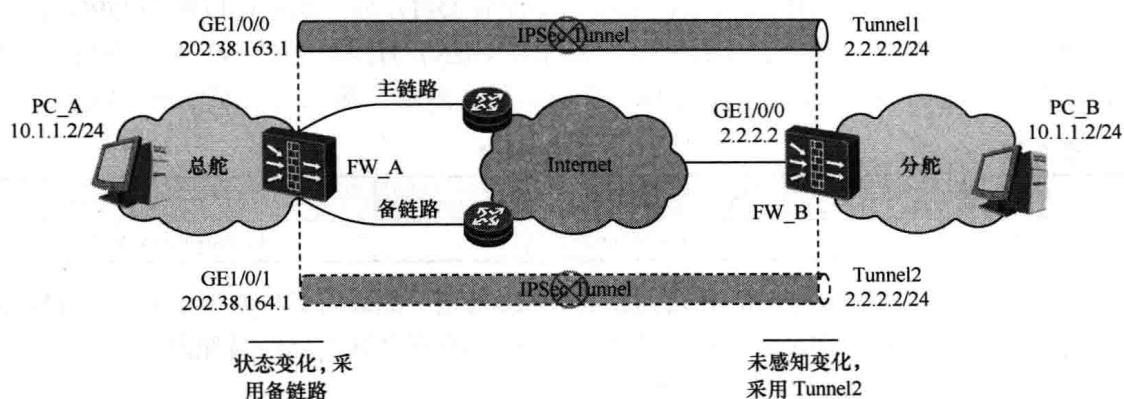 GE1/0/0
202.38.163.1
IPSec Tunnel
Tunnel1
2.2.2.2/24
主链路
PC_A
10.1.1.2/24
GE1/0/0
2.2.2.2
PC_B
10.1.1.2/24
总舵
FW_A
Internet
分舵
备链路
FW_B
GE1/0/1
202.38.164.1
IPSec Tunnel
Tunnel2
2.2.2.2/24
状态变化，采
用备链路
未感知变化，
采用 Tunnel2